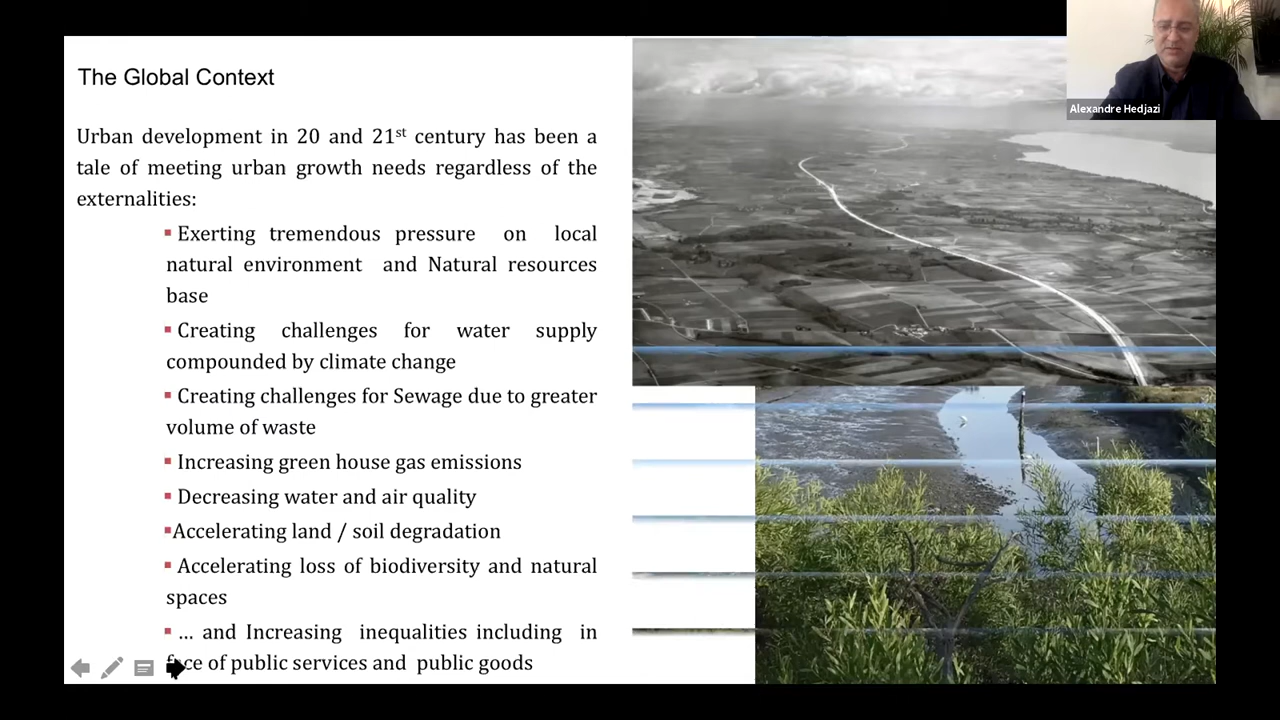 The Global Context
Urban development in 20 and 21st century has been a
tale of meeting urban growth needs regardless of the
externalities:
▪ Exerting tremendous pressure on local
natural environment and Natural resources
base
▪ Creating challenges for water supply
compounded by climate change
▪ Creating challenges for Sewage due to greater
volume of waste
▪ Increasing green house gas emissions
▪ Decreasing water and air quality
▪Accelerating land / soil degradation
▪ Accelerating loss of biodiversity and natural
spaces
▪ … and Increasing inequalities including in
face of public services and public goods
Alexandre Hedjazi